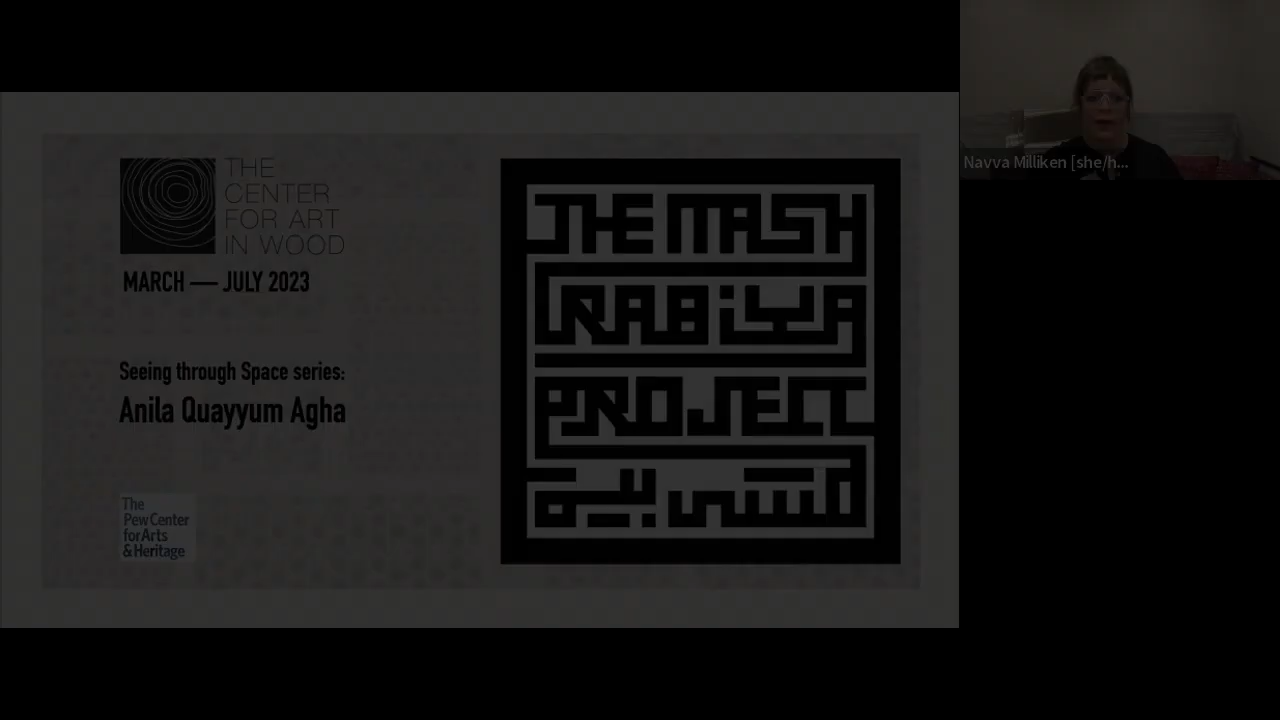 THE
CENTER
FOR ART
IN WOOD
MARCH — JULY 2023
Seeing through Space series:
Anila Quayyum Agha
The
Pew Center
for Arts
& Heritage
THE MASH
RABiYA
PROJECT
Navva Milliken [she/h...